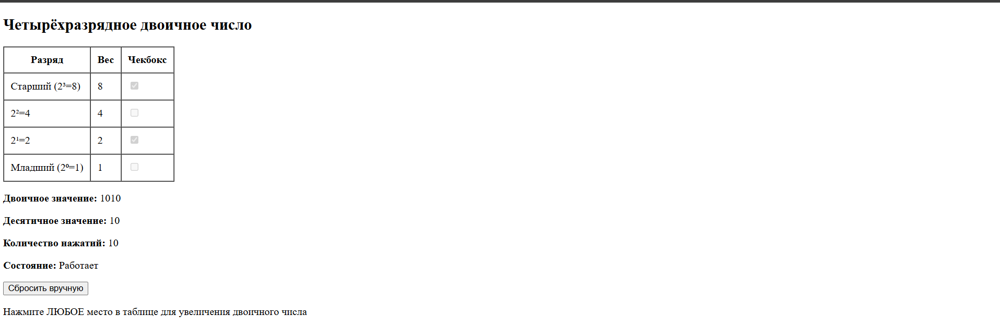 Четырёхразрядное двоичное число
Разряд Вес Чекбокс
Старший (2³=8) 8
2²=4 4
2¹=2 2
Младший (2⁰=1) 1
Двоичное значение: 1010
Десятичное значение: 10
Количество нажатий: 10
Состояние: Работает
Сбросить вручную
Нажмите ЛЮБОЕ место в таблице для увеличения двоичного числа